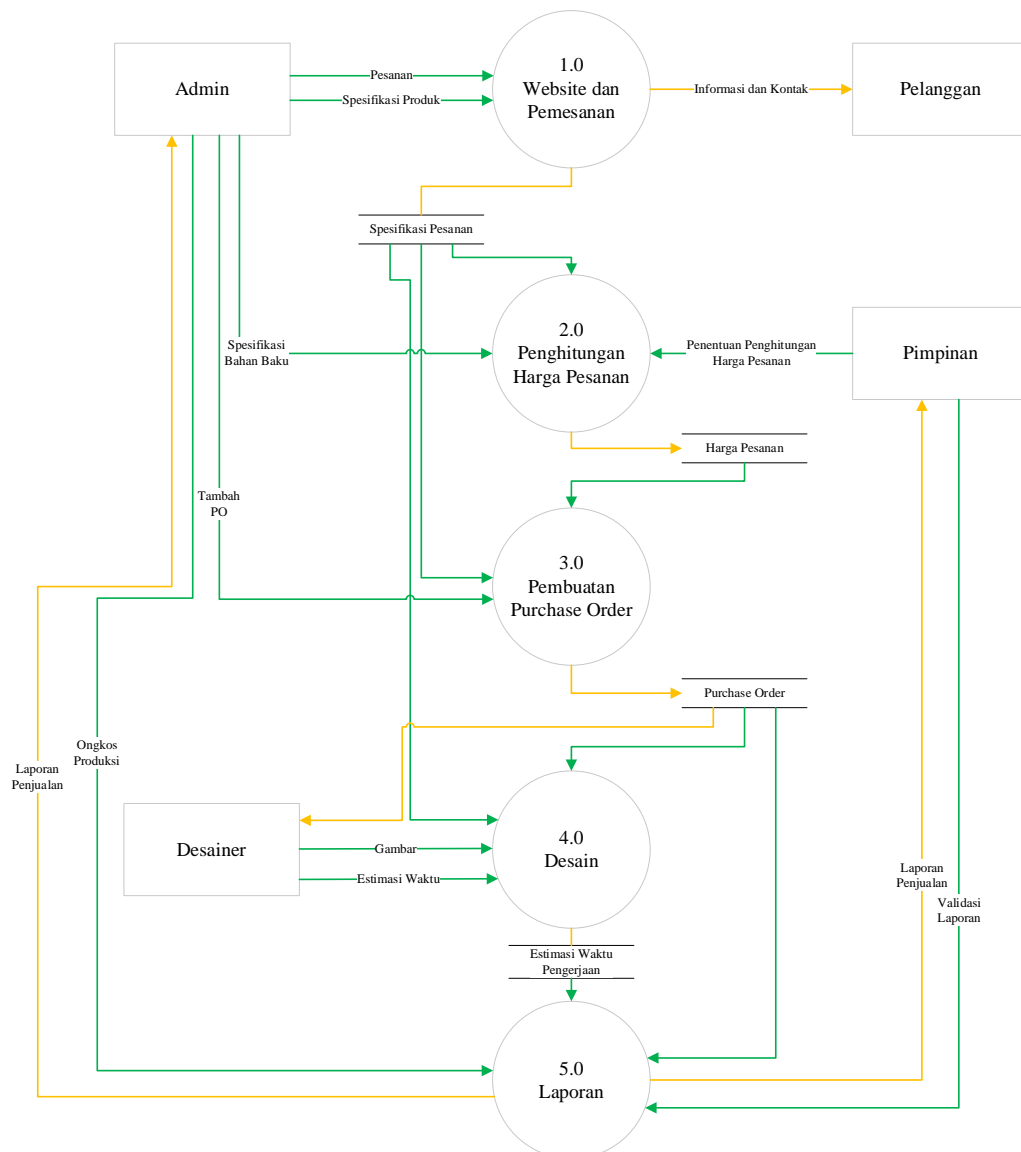 Admin
Pesanan
Spesifikasi Produk
1.0
Website dan
Pemesanan
Informasi dan Kontak
Pelanggan
Spesifikasi Pesanan
Spesifikasi
Bahan Baku
2.0
Penghitungan
Harga Pesanan
Penentuan Penghitungan
Harga Pesanan
Pimpinan
Harga Pesanan
Tambah
PO
3.0
Pembuatan
Purchase Order
Purchase Order
Ongkos
Produksi
Laporan
Penjualan
Desainer
Gambar
Estimasi Waktu
4.0
Desain
Laporan
Penjualan
Validasi
Laporan
Estimasi Waktu
Pengerjaan
5.0
Laporan